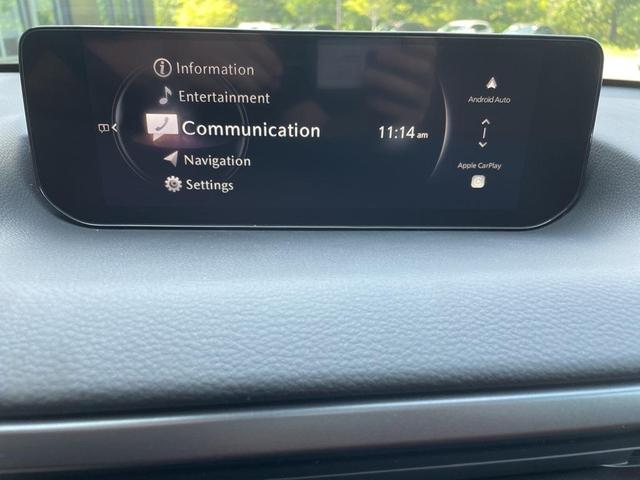 Information
Entertainment
Communication
Navigation
Settings
11:14 am
Android Auto
Apple CarPlay